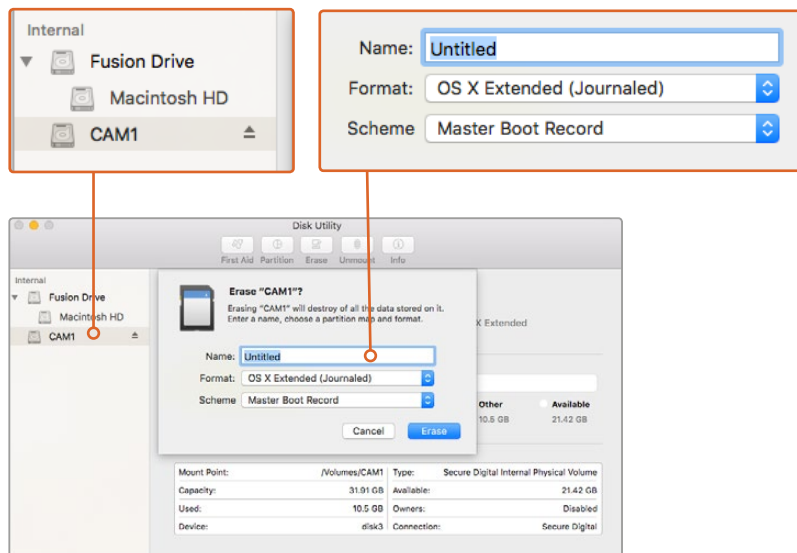 Internal
Fusion Drive
Macintosh HD
CAM1
Name: Untitled
Format: OS X Extended (Journaled)
Scheme Master Boot Record
Disk Utility
First Aid Partition Erase Unmount Info
Internal
Fusion Drive
Macintosh HD
CAM1
Erase "CAM1"?
Erasing "CAM1" will destroy of all the data stored on it.
Enter a name, choose a partition map and format.
X Extended
Name: Untitled
Format: OS X Extended (Journaled)
Scheme Master Boot Record
Other Available
10.5 GB 21.42 GB
Cancel Erase
Mount Point: /Volumes/CAM1 Type: Secure Digital Internal Physical Volume
Capacity: 31.91 GB Available: 21.42 GB
Used: 10.5 GB Owners: Disabled
Device: disk3 Connection: Secure Digital